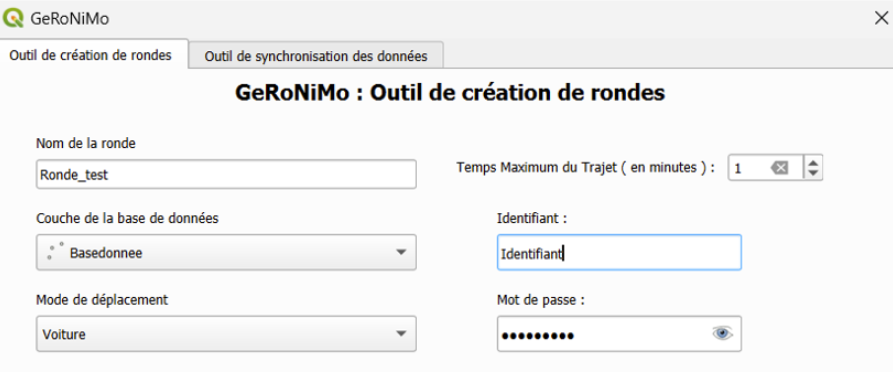 GeRoNiMo
Outil de création de rondes
Outil de synchronisation des données
GeRoNiMo : Outil de création de rondes
Nom de la ronde
Ronde_test
Temps Maximum du Trajet ( en minutes ) :
1
Couche de la base de données
Basedonnee
Identifiant :
Identifiant
Mode de déplacement
Voiture
Mot de passe :
•••••••••